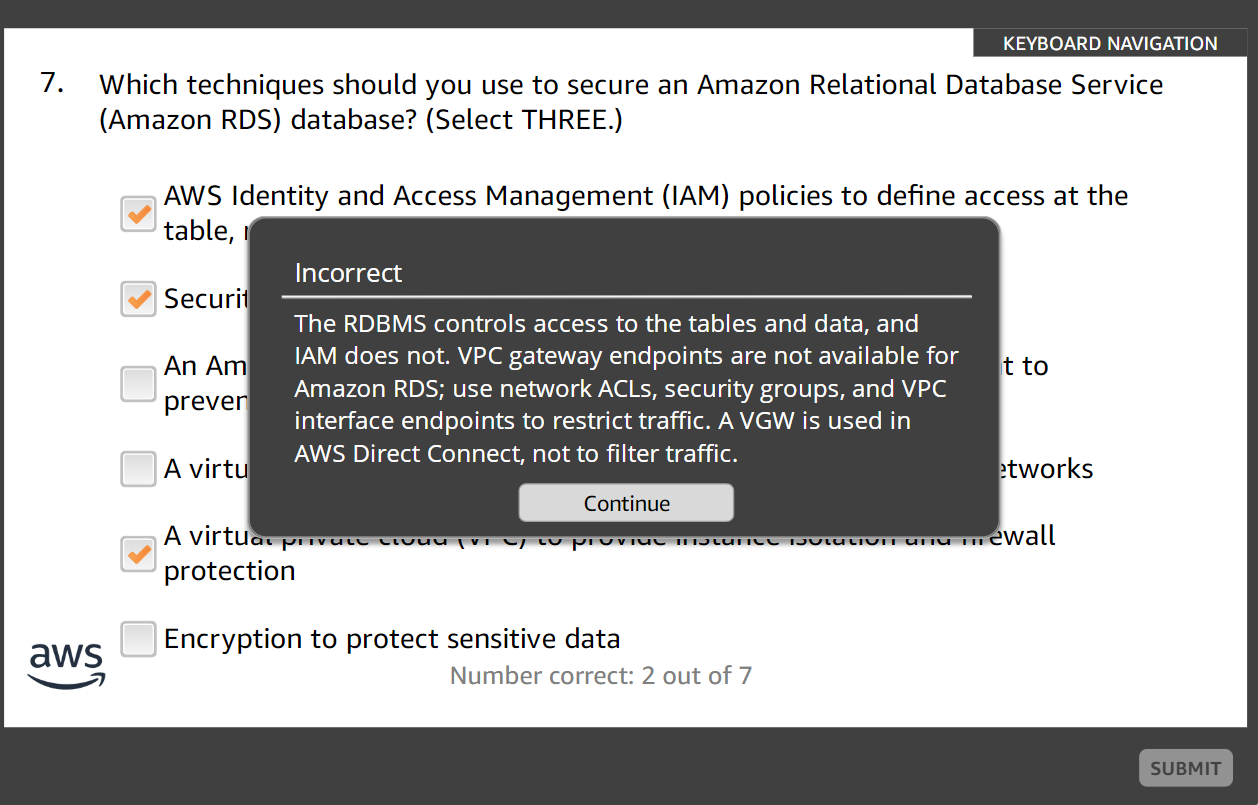 KEYBOARD NAVIGATION
7. Which techniques should you use to secure an Amazon Relational Database Service
(Amazon RDS) database? (Select THREE.)
AWS Identity and Access Management (IAM) policies to define access at the
table,
Incorrect
The RDBMS controls access to the tables and data, and
IAM does not. VPC gateway endpoints are not available for
Amazon RDS; use network ACLs, security groups, and VPC
interface endpoints to restrict traffic. A VGW is used in
AWS Direct Connect, not to filter traffic.
Continue
Securit
An Am
t to
preven
A virtu
etworks
A virtual private cloud (VPC) to provide instance isolation and firewall
protection
Encryption to protect sensitive data
aws
Number correct: 2 out of 7
SUBMIT